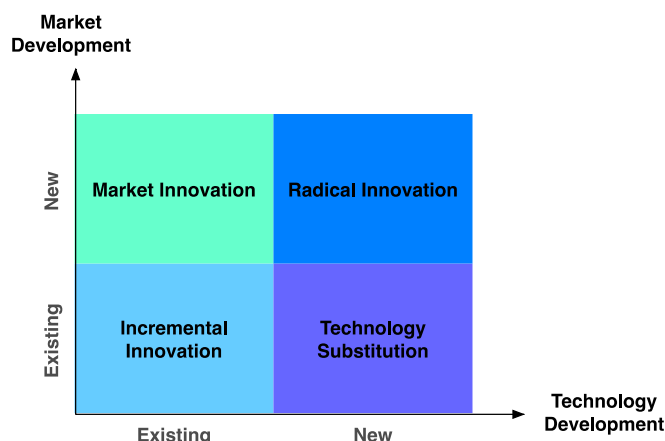 Market
Development
New
Market Innovation
Radical Innovation
Existing
Incremental
Innovation
Technology
Substitution
Technology
Development
Existing
New